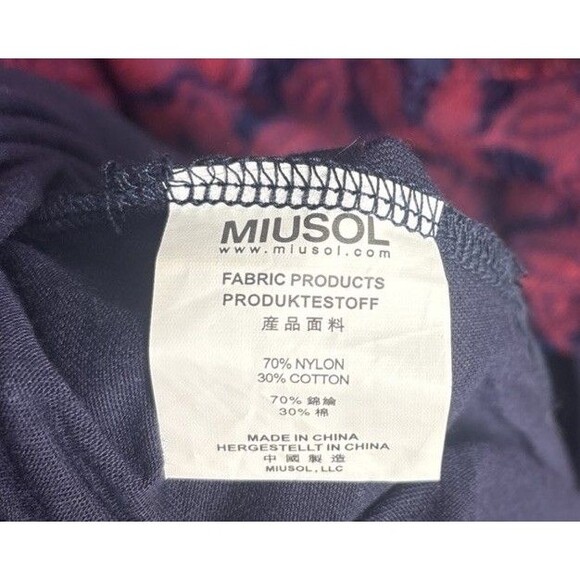 MIUSOL
www.miusol.com
FABRIC PRODUCTS
PRODUKTESTOFF
産品面料
70% NYLON
30% COTTON
70% 錦綸
30% 棉
MADE IN CHINA
HERGESTELLT IN CHINA
中國製造
MIUSOL, LLC